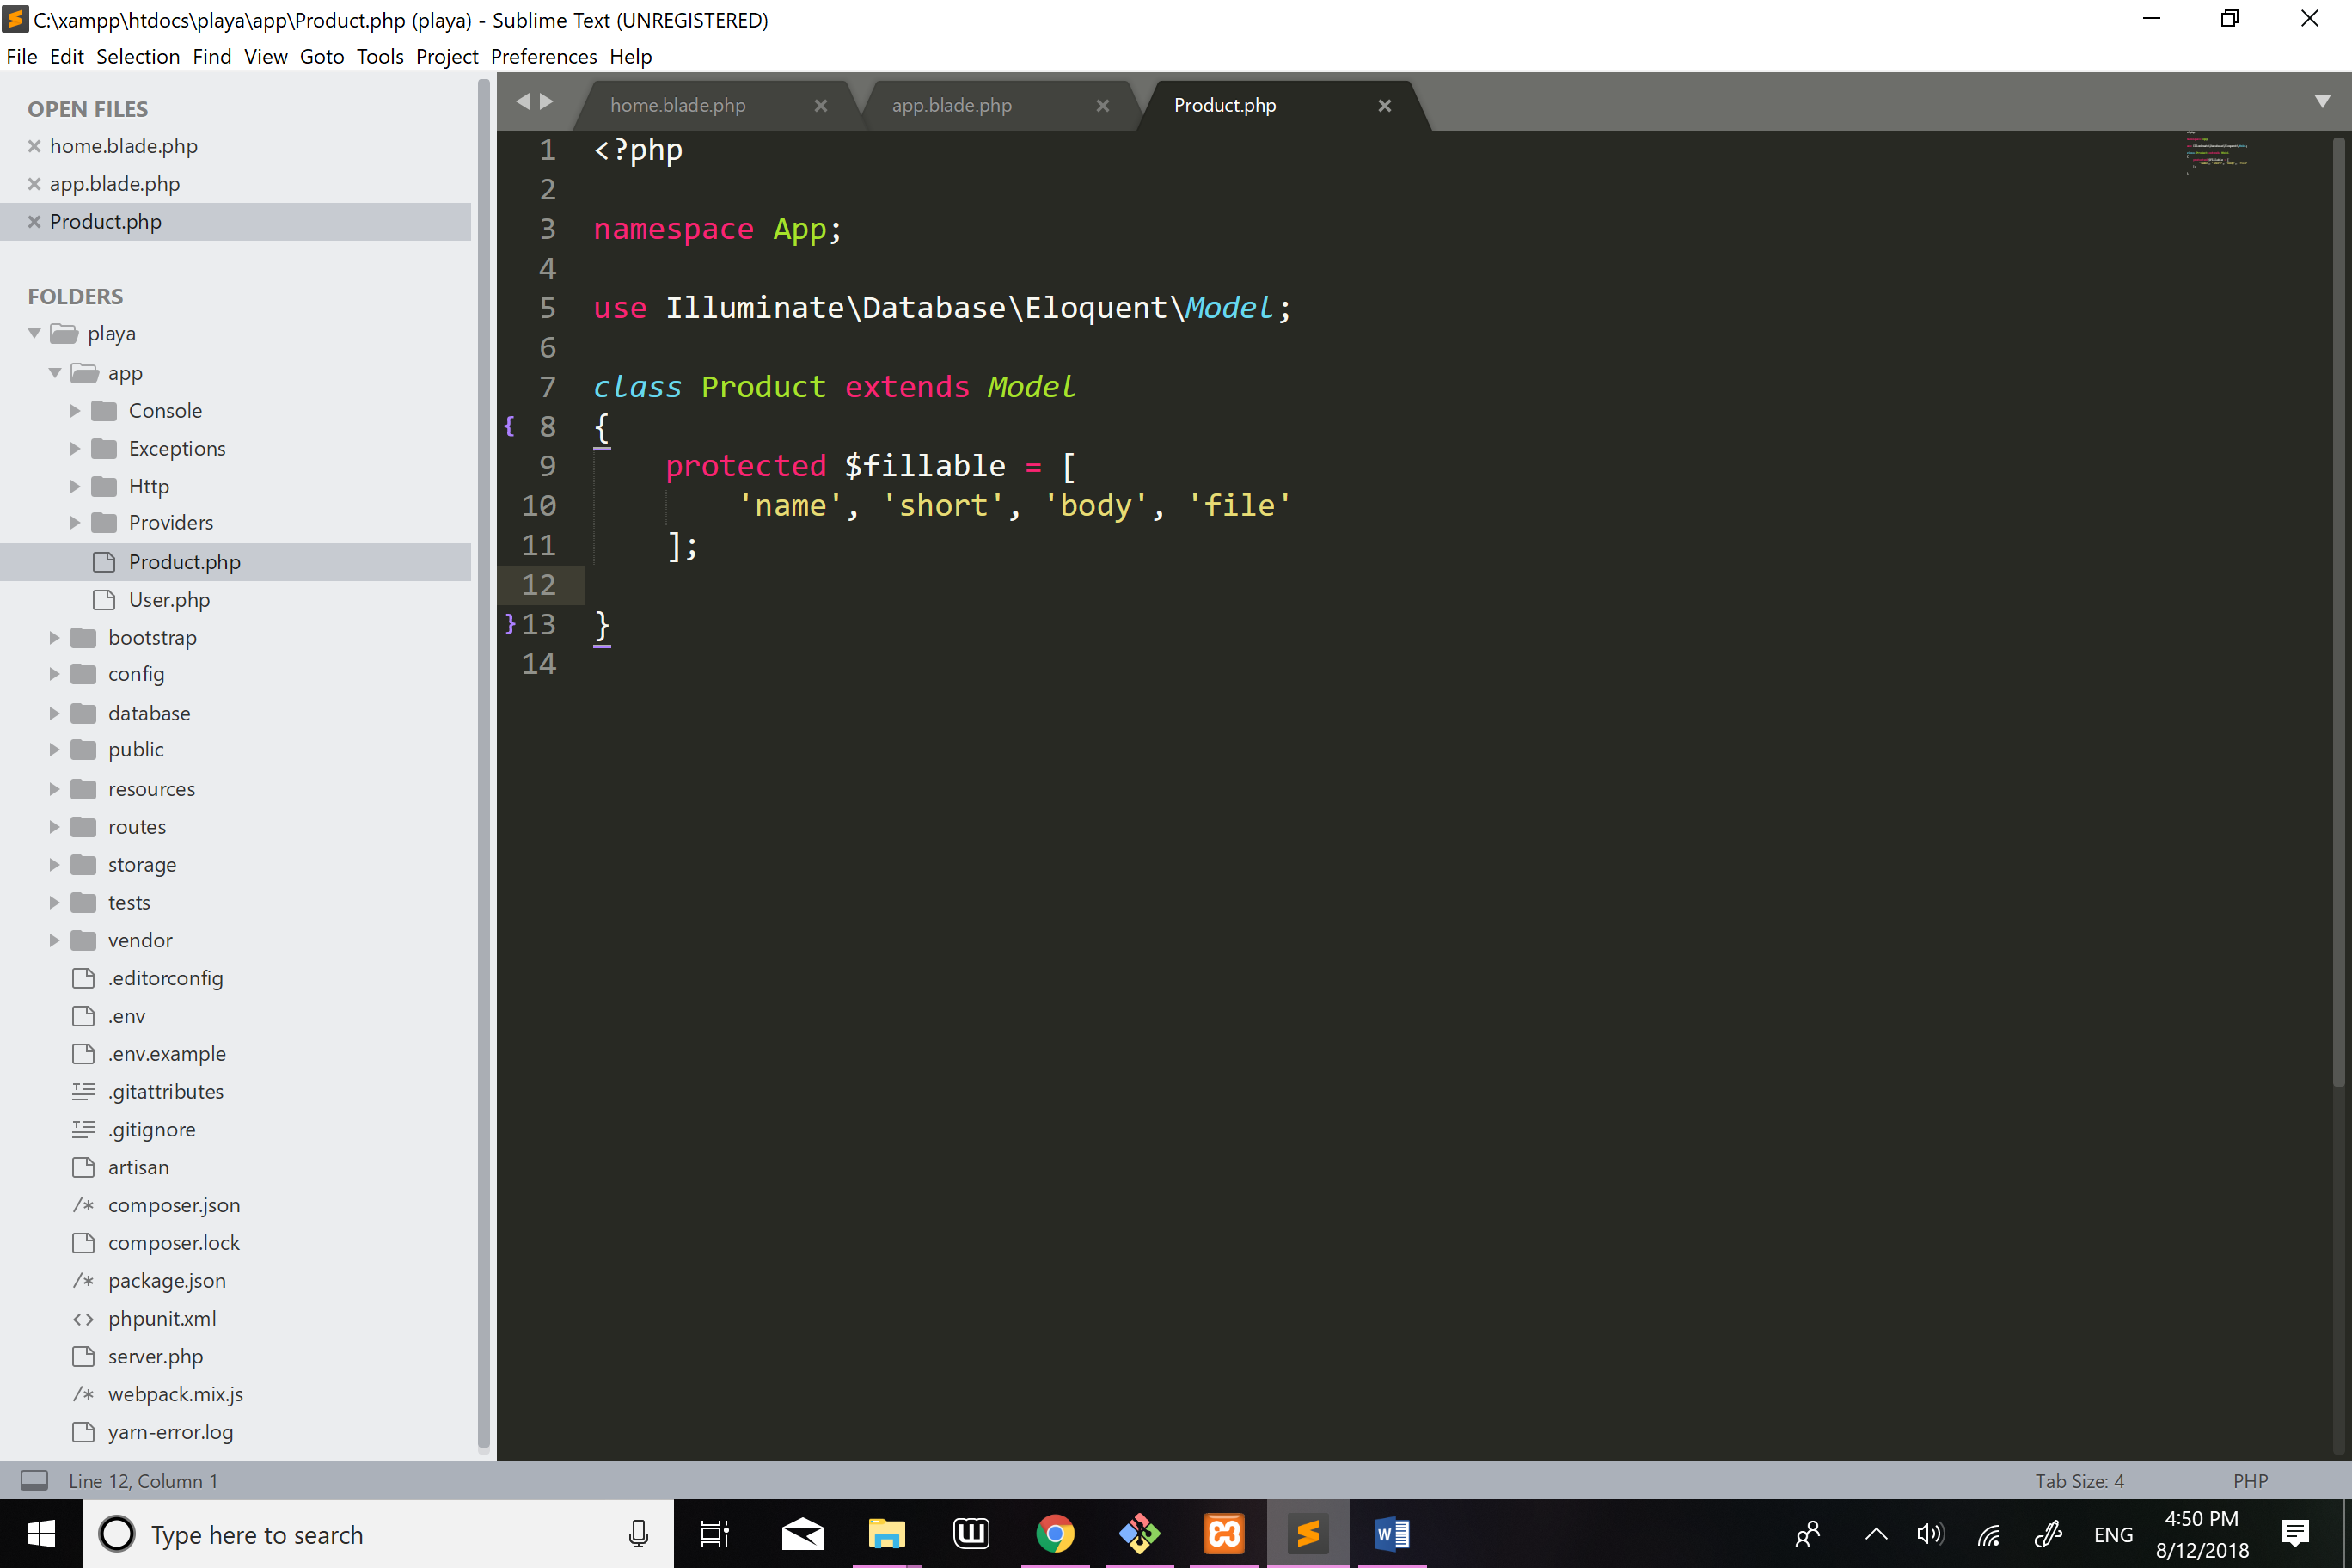 C:\xampp\htdocs\playa\app\Product.php (playa) - Sublime Text (UNREGISTERED)
File Edit Selection Find View Goto Tools Project Preferences Help
OPEN FILES
home.blade.php
app.blade.php
Product.php
FOLDERS
playa
app
Console
Exceptions
Http
Providers
Product.php
User.php
bootstrap
config
database
public
resources
routes
storage
tests
vendor
.editorconfig
.env
.env.example
.gitattributes
.gitignore
artisan
/* composer.json
composer.lock
/* package.json
<> phpunit.xml
server.php
/* webpack.mix.js
yarn-error.log
home.blade.php app.blade.php Product.php
1 <?php
2
3 namespace App;
4
5 use Illuminate\Database\Eloquent\Model;
6
7 class Product extends Model
{ 8 {
9 protected $fillable = [
10 'name', 'short', 'body', 'file'
11 ];
12
} 13 }
14
Line 12, Column 1 Tab Size: 4 PHP
Type here to search
ENG
4:50 PM
8/12/2018